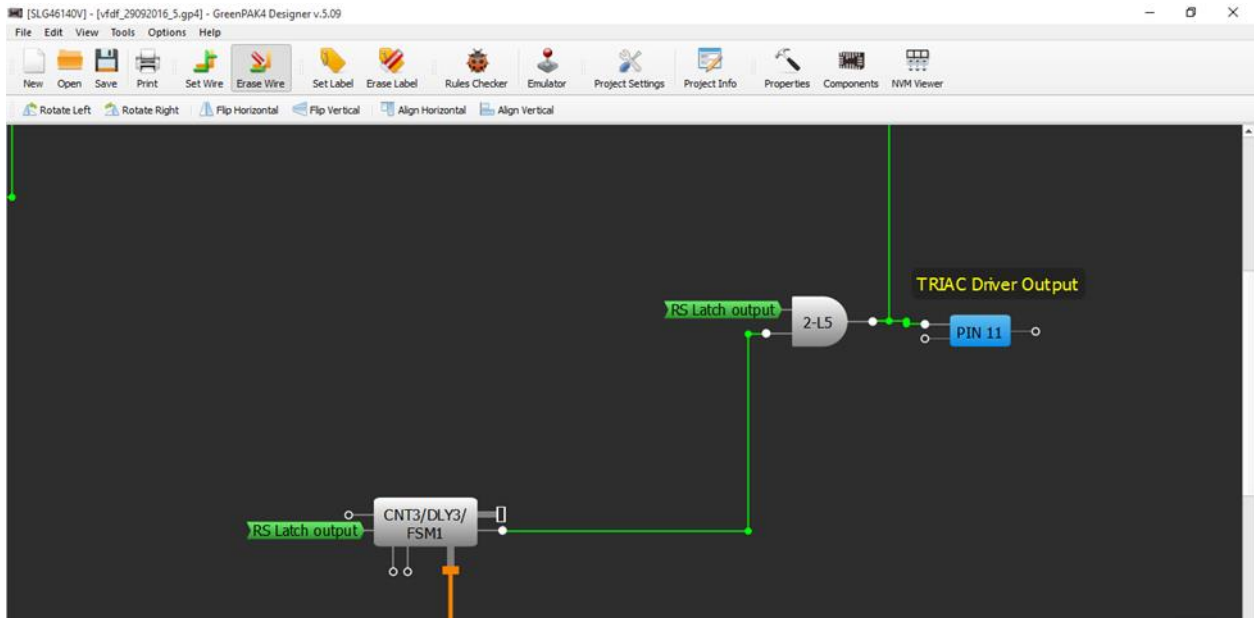 [SLG46140V] - [vfdf_29092016_5.gp4] - GreenPAK4 Designer v.5.09
File Edit View Tools Options Help
New Open Save Print Set Wire Erase Wire Set Label Erase Label Rules Checker Emulator Project Settings Project Info Properties Components NVM Viewer
Rotate Left Rotate Right Flip Horizontal Flip Vertical Align Horizontal Align Vertical
TRIAC Driver Output
RS Latch output
2-L5
PIN 11
CNT3/DLY3/
FSM1
RS Latch output